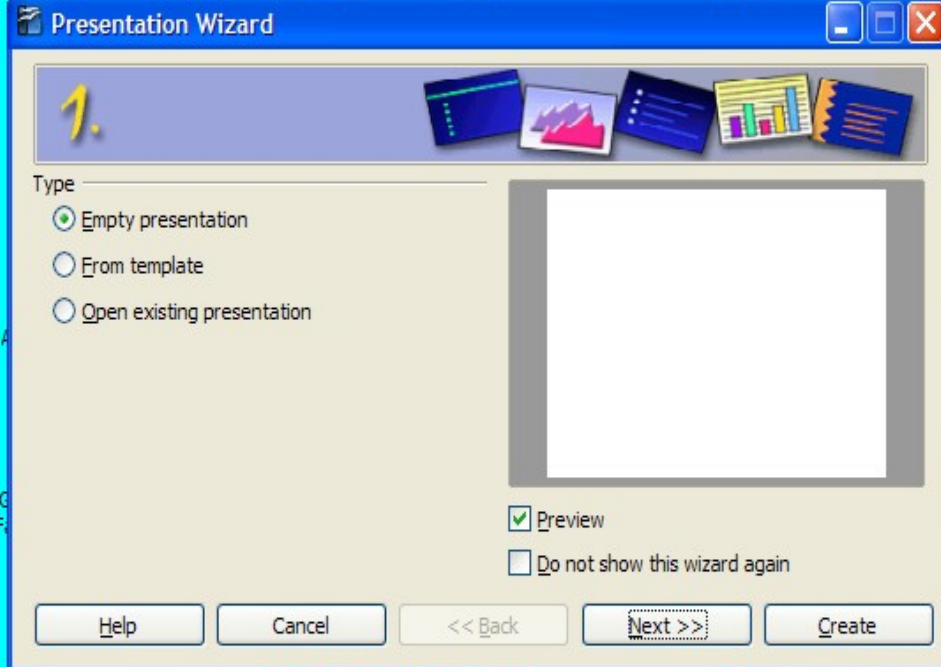 Presentation Wizard
1.
Type
Empty presentation
From template
Open existing presentation
Preview
Do not show this wizard again
Help
Cancel
<< Back
Next >>
Create